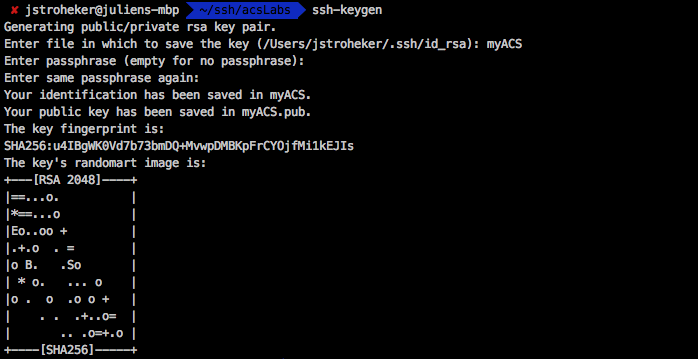 ✘ jstroheker@juliens-mbp ~/ssh/acsLabs ssh-keygen
Generating public/private rsa key pair.
Enter file in which to save the key (/Users/jstroheker/.ssh/id_rsa): myACS
Enter passphrase (empty for no passphrase):
Enter same passphrase again:
Your identification has been saved in myACS.
Your public key has been saved in myACS.pub.
The key fingerprint is:
SHA256:u4IBgWK0Vd7b73bmDQ+MvwpDMBKpFrCYOjfMi1kEJIs
The key's randomart image is:
+---[RSA 2048]----+
|==...o.          |
|*==...o          |
|Eo..oo +         |
|.+.o  . =        |
|o B.   .So       |
| * o.   ... o    |
|o .  o  .o o +   |
|    . .  .+..o=  |
|       .. .o=+.o |
+----[SHA256]-----+